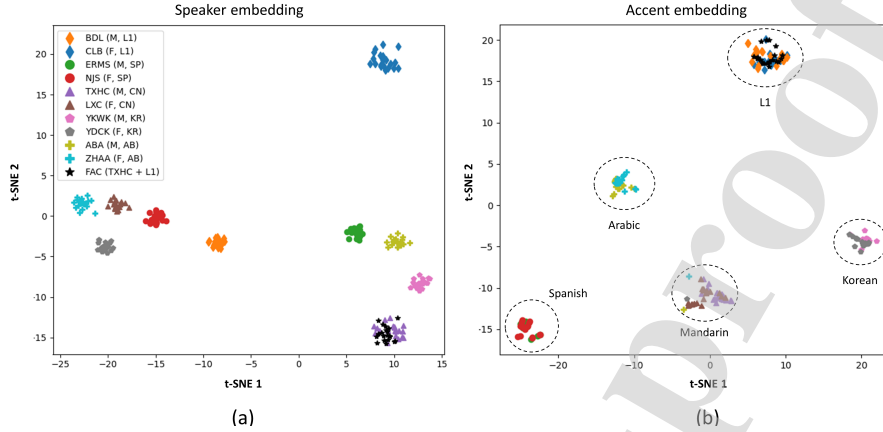 Speaker embedding
BDL (M, L1)
CLB (F, L1)
ERMS (M, SP)
NJS (F, SP)
TXHC (M, CN)
LXC (F, CN)
YKWK (M, KR)
YDCK (F, KR)
ABA (M, AB)
ZHAA (F, AB)
FAC (TXHC + L1)
t-SNE 2
20
15
10
5
0
−5
−10
−15
−25
−20
−15
−10
−5
0
5
10
15
t-SNE 1
(a)
Accent embedding
t-SNE 2
20
15
10
5
0
−5
−10
−15
L1
Arabic
Korean
Spanish
Mandarin
−20
−10
0
10
20
t-SNE 1
(b)
proof